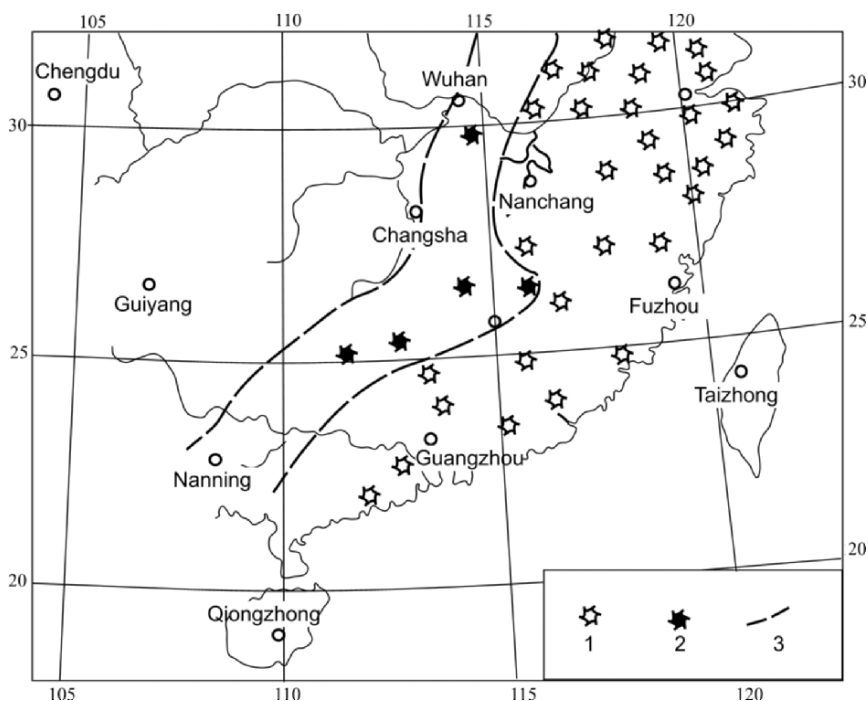 105
110
115
120
Chengdu
Wuhan
30
30
Nanchang
Changsha
Guiyang
Fuzhou
25
25
Taizhong
Guangzhou
Nanning
20
20
Qiongzhong
1
2
3
105
110
115
120